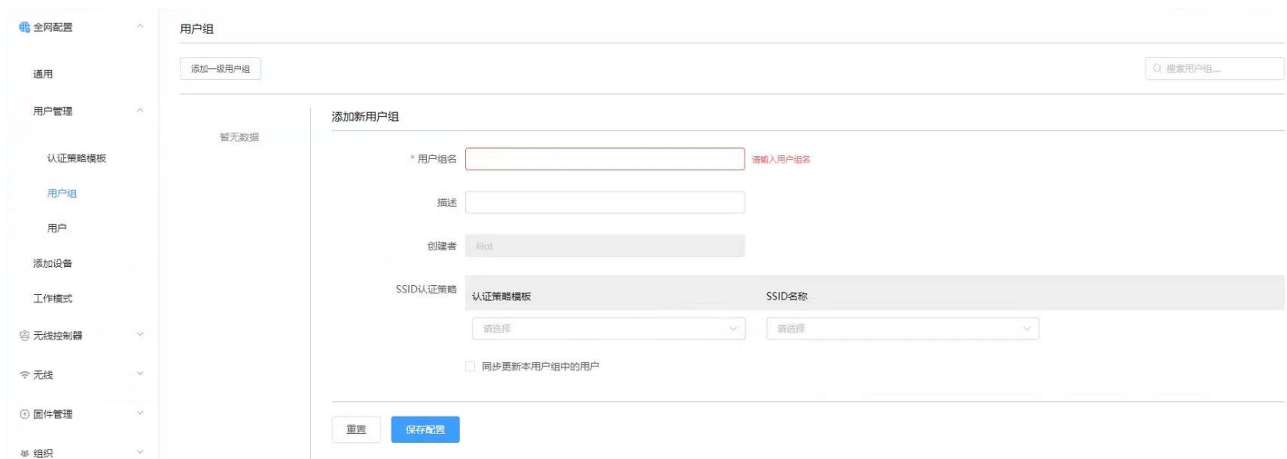 全网配置
通用
用户管理
认证策略模板
用户组
用户
添加设备
工作模式
无线控制器
无线
固件管理
组织
用户组
添加一级用户组
搜索用户组...
暂无数据
添加新用户组
* 用户组名
请输入用户组名
描述
创建者
SSID认证策略
认证策略模板 SSID名称
请选择 请选择
同步更新本用户组中的用户
重置 保存配置